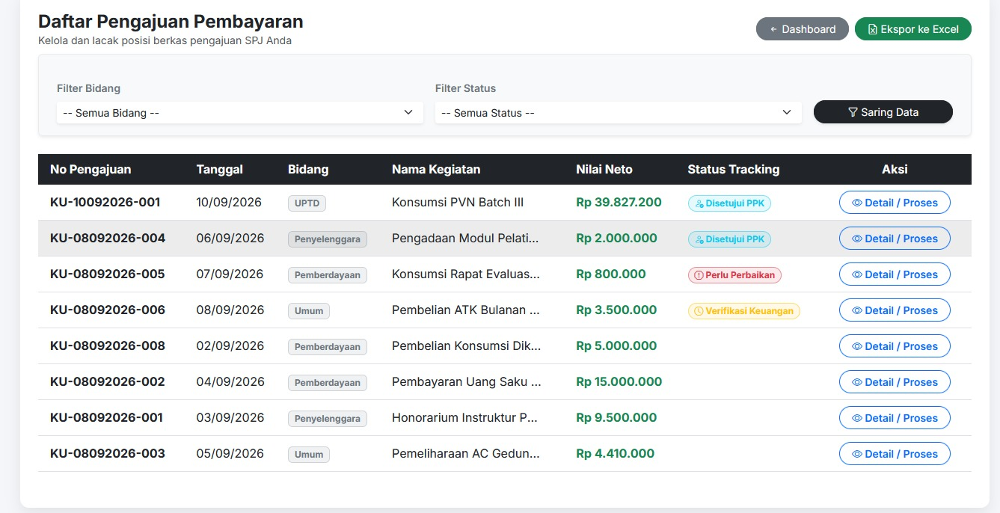 Daftar Pengajuan Pembayaran
Kelola dan lacak posisi berkas pengajuan SPJ Anda
← Dashboard
Ekspor ke Excel
Filter Bidang
Filter Status
-- Semua Bidang --
-- Semua Status --
Saring Data
No Pengajuan Tanggal Bidang Nama Kegiatan Nilai Neto Status Tracking Aksi
KU-10092026-001 10/09/2026 UPTD Konsumsi PVN Batch III Rp 39.827.200 Disetujui PPK Detail / Proses
KU-08092026-004 06/09/2026 Penyelenggara Pengadaan Modul Pelati... Rp 2.000.000 Disetujui PPK Detail / Proses
KU-08092026-005 07/09/2026 Pemberdayaan Konsumsi Rapat Evaluas... Rp 800.000 Perlu Perbaikan Detail / Proses
KU-08092026-006 08/09/2026 Umum Pembelian ATK Bulanan ... Rp 3.500.000 Verifikasi Keuangan Detail / Proses
KU-08092026-008 02/09/2026 Pemberdayaan Pembelian Konsumsi Dik... Rp 5.000.000 Detail / Proses
KU-08092026-002 04/09/2026 Pemberdayaan Pembayaran Uang Saku ... Rp 15.000.000 Detail / Proses
KU-08092026-001 03/09/2026 Penyelenggara Honorarium Instruktur P... Rp 9.500.000 Detail / Proses
KU-08092026-003 05/09/2026 Umum Pemeliharaan AC Gedun... Rp 4.410.000 Detail / Proses